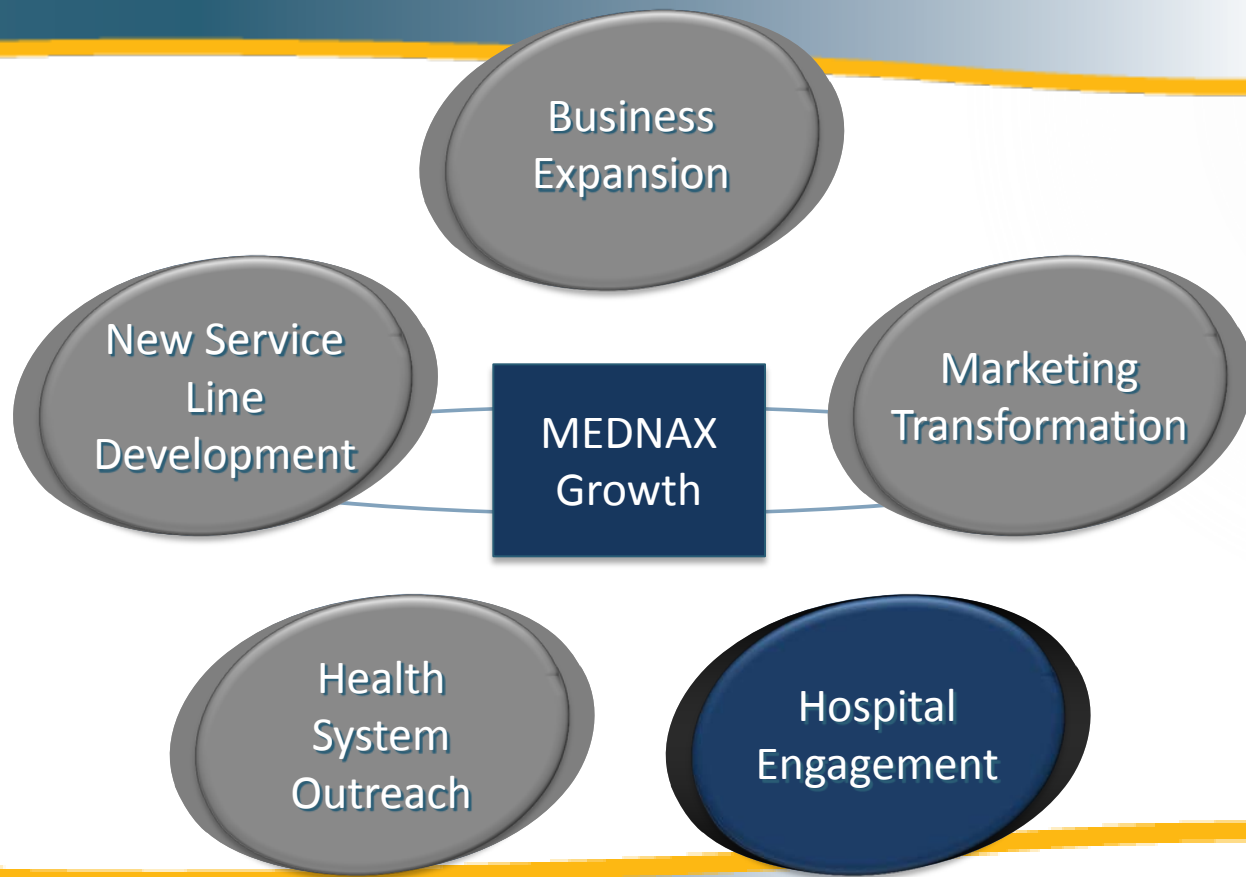 Business
Expansion
New Service
Line
Development
MEDNAX
Growth
Marketing
Transformation
Health
System
Outreach
Hospital
Engagement